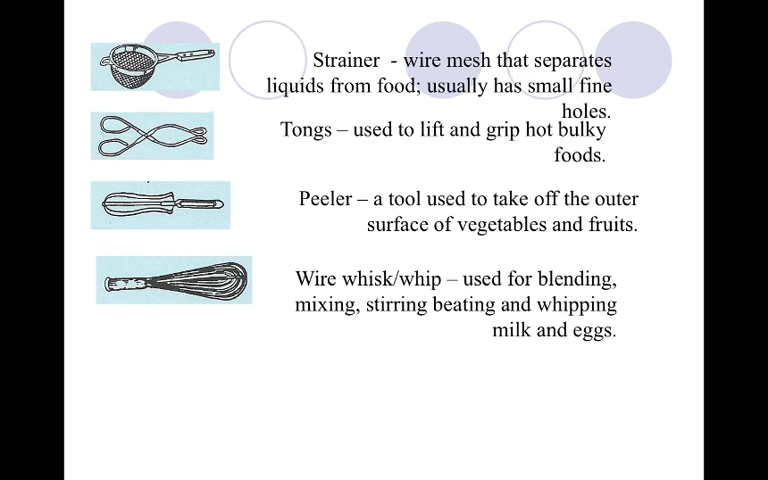 Strainer  - wire mesh that separates
liquids from food; usually has small fine
holes.
Tongs – used to lift and grip hot bulky
foods.
Peeler – a tool used to take off the outer
surface of vegetables and fruits.
Wire whisk/whip – used for blending,
mixing, stirring beating and whipping
milk and eggs.